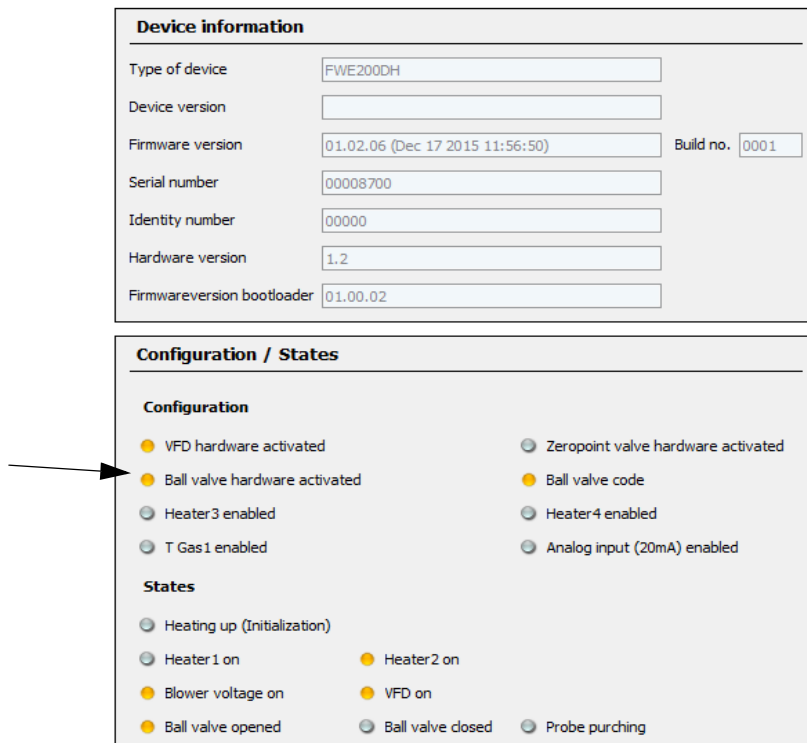 Device information
Type of device FWE200DH
Device version
Firmware version 01.02.06 (Dec 17 2015 11:56:50) Build no. 0001
Serial number 00008700
Identity number 00000
Hardware version 1.2
Firmwareversion bootloader 01.00.02
Configuration / States
Configuration
VFD hardware activated Zeropoint valve hardware activated
Ball valve hardware activated Ball valve code
Heater3 enabled Heater4 enabled
T Gas1 enabled Analog input (20mA) enabled
States
Heating up (Initialization)
Heater1 on Heater2 on
Blower voltage on VFD on
Ball valve opened Ball valve closed Probe purching